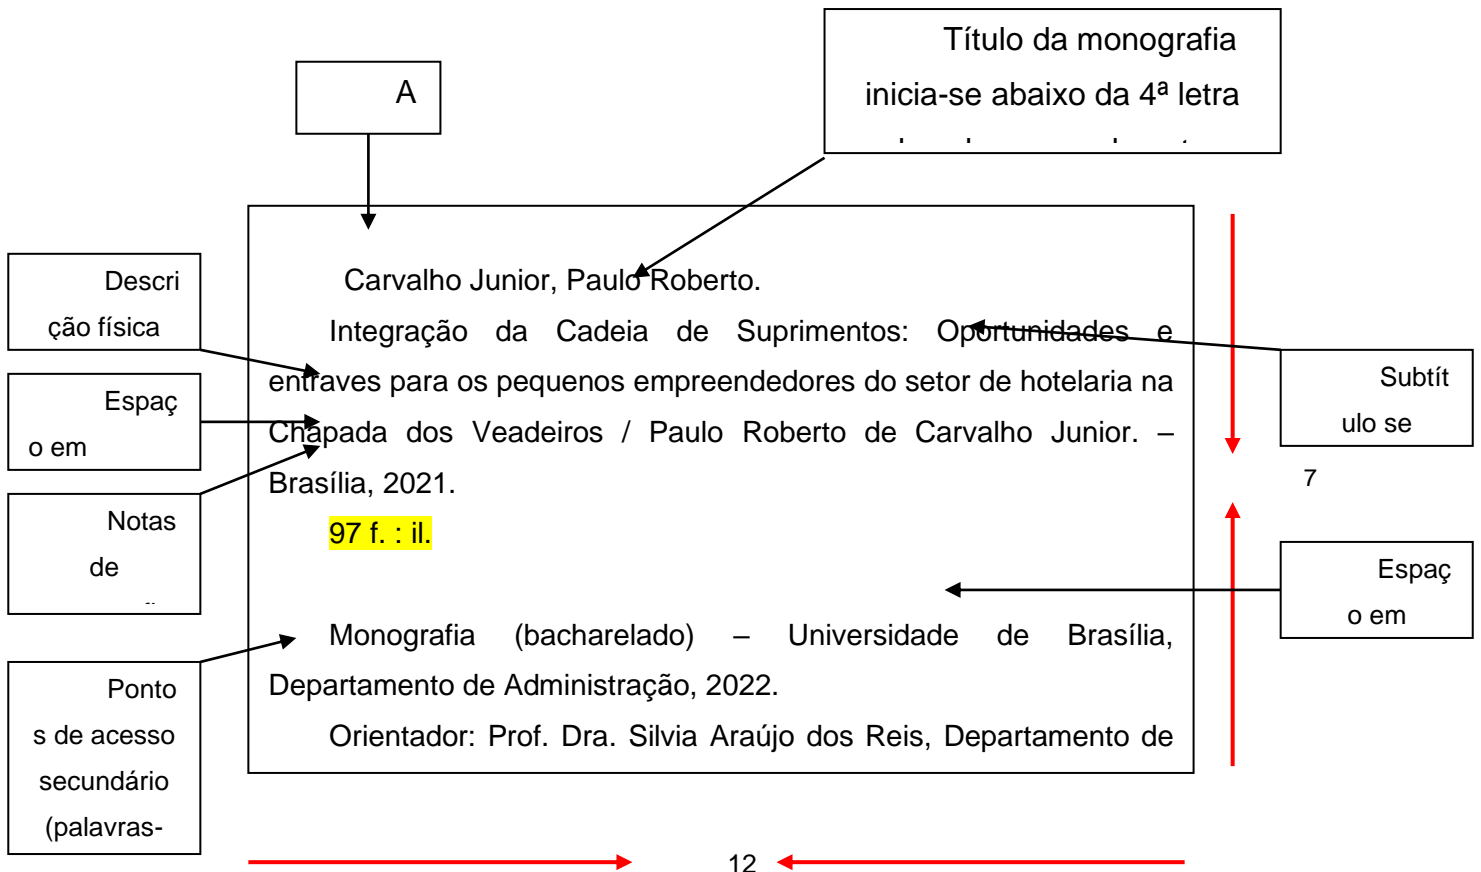 Título da monografia
inicia-se abaixo da 4ª letra
A
Carvalho Junior, Paulo Roberto.
Integração da Cadeia de Suprimentos: Oportunidades e
entraves para os pequenos empreendedores do setor de hotelaria na
Chapada dos Veadeiros / Paulo Roberto de Carvalho Junior. –
Brasília, 2021.
97 f. : il.
Monografia (bacharelado) – Universidade de Brasília,
Departamento de Administração, 2022.
Orientador: Prof. Dra. Silvia Araújo dos Reis, Departamento de
Descri
ção física
Espaç
o em
Notas
de
Ponto
s de acesso
secundário
(palavras-
Subtít
ulo se
7
Espaç
o em
12